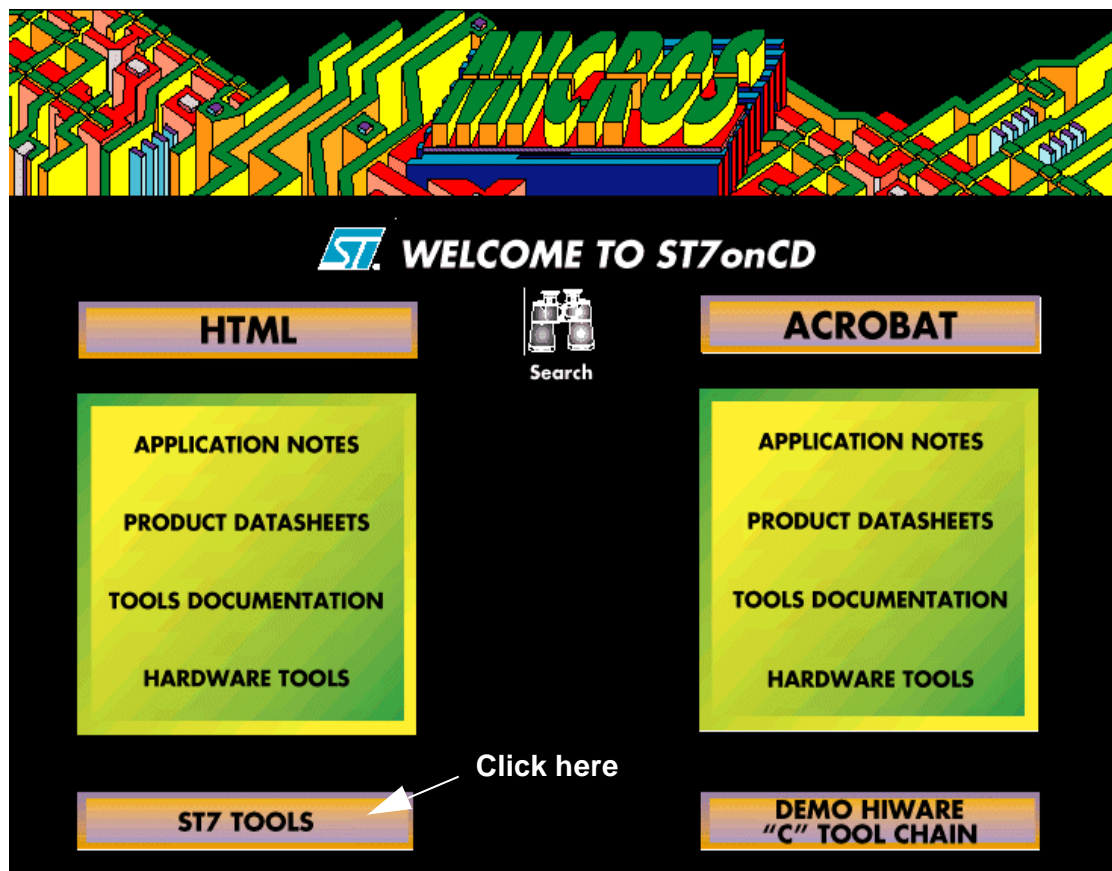 MICROS
ST. WELCOME TO ST7onCD
HTML
Search
ACROBAT
APPLICATION NOTES
PRODUCT DATASHEETS
TOOLS DOCUMENTATION
HARDWARE TOOLS
APPLICATION NOTES
PRODUCT DATASHEETS
TOOLS DOCUMENTATION
HARDWARE TOOLS
Click here
ST7 TOOLS
DEMO HIWARE
"C" TOOL CHAIN